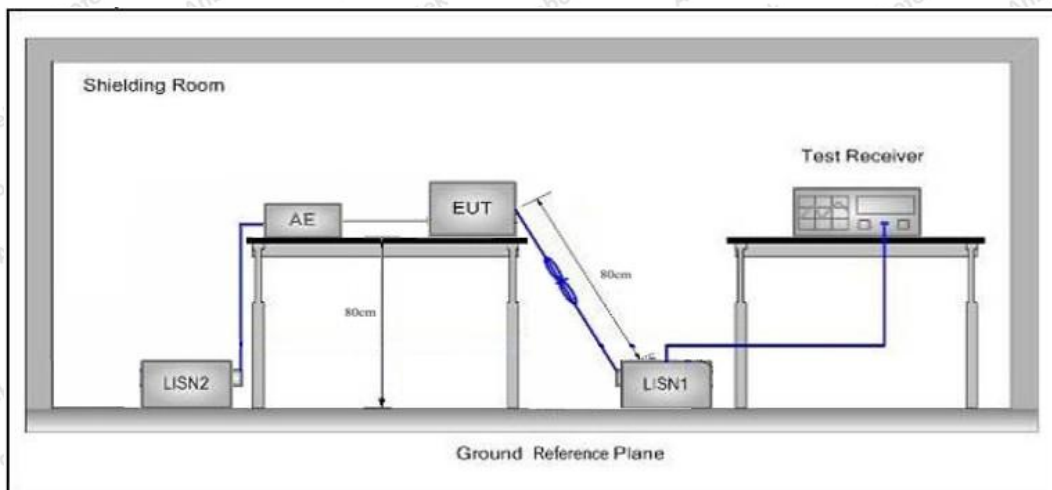 Shielding Room
Test Receiver
AE
EUT
80cm
80cm
LISN2
LISN1
Ground Reference Plane